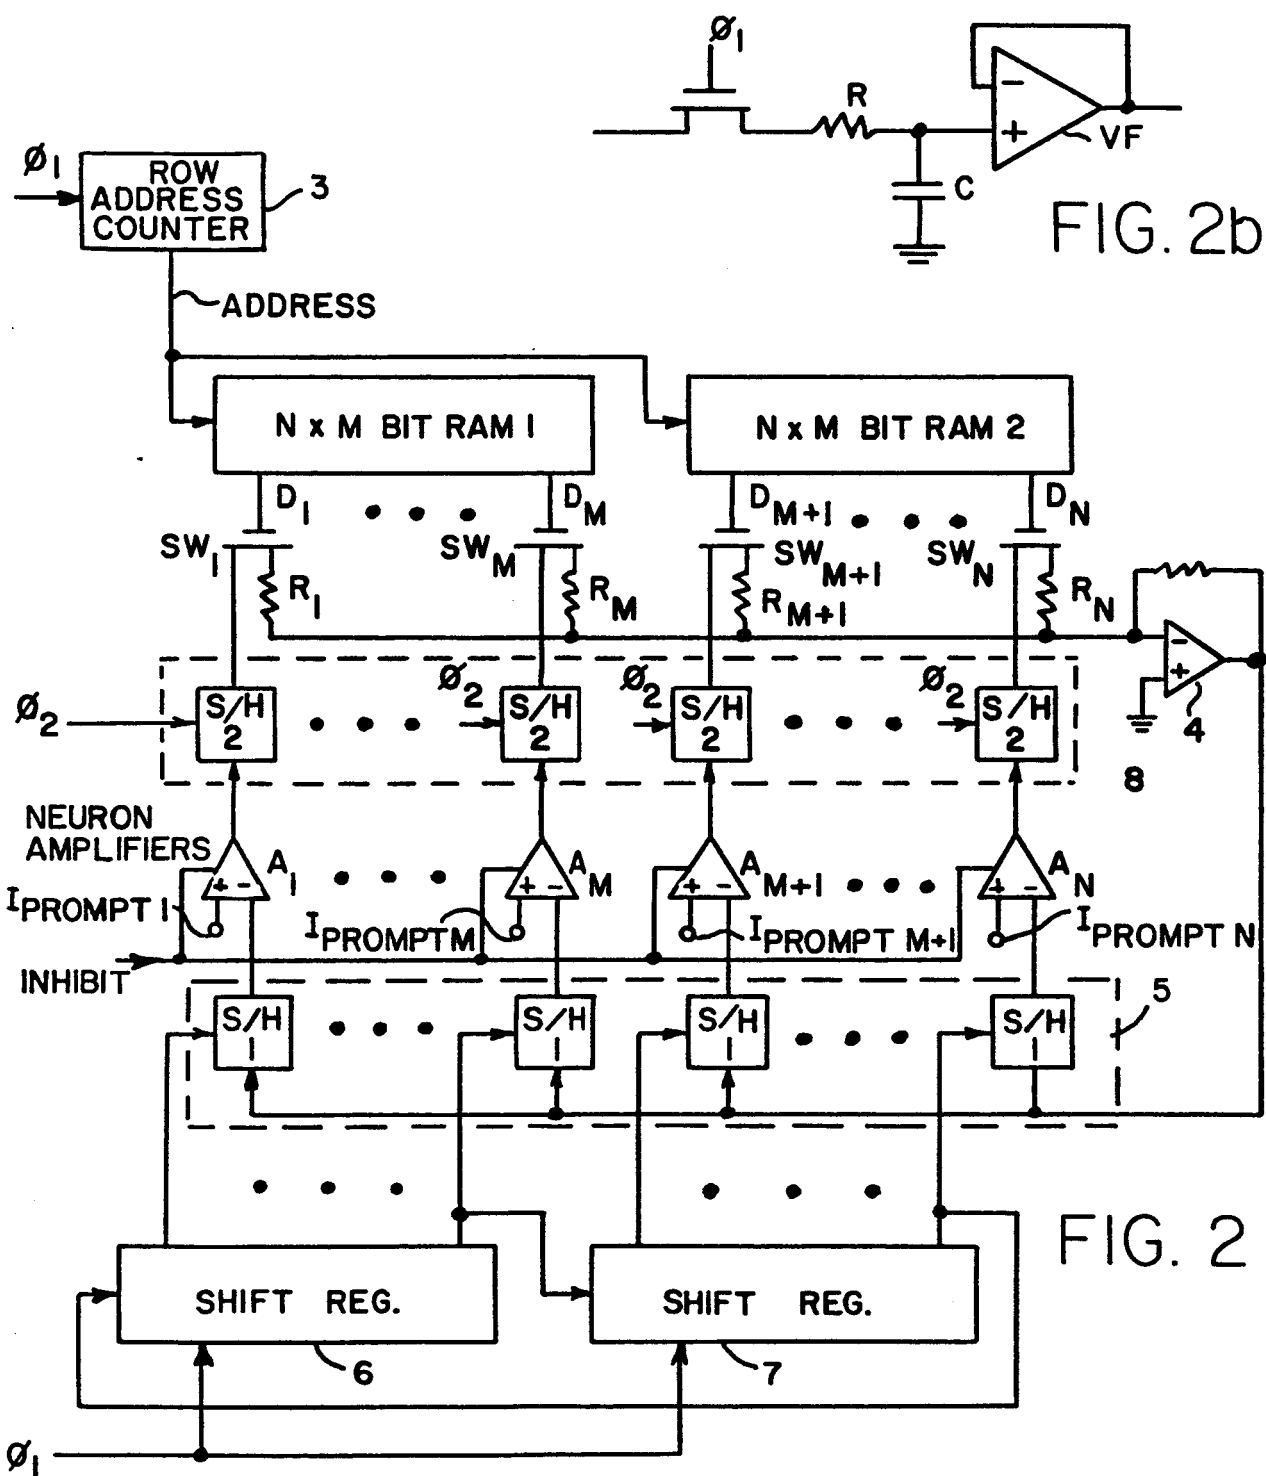 Ø1
R
- + VF
C
FIG. 2b
Ø1
ROW
ADDRESS
COUNTER
3
ADDRESS
N x M BIT RAM 1
N x M BIT RAM 2
D1
DM
DM+1
DN
SW1
SWM
SWM+1
SWN
R1
RM
RM+1
RN
- +
4
Ø2
Ø2
Ø2
Ø2
S/H
2
S/H
2
S/H
2
S/H
2
8
NEURON
AMPLIFIERS
+ - A1
+ - AM
+ - AM+1
+ - AN
IPROMPT 1
IPROMPT M
IPROMPT M+1
IPROMPT N
INHIBIT
5
S/H
1
S/H
1
S/H
1
S/H
1
SHIFT REG.
SHIFT REG.
6
7
FIG. 2
Ø1